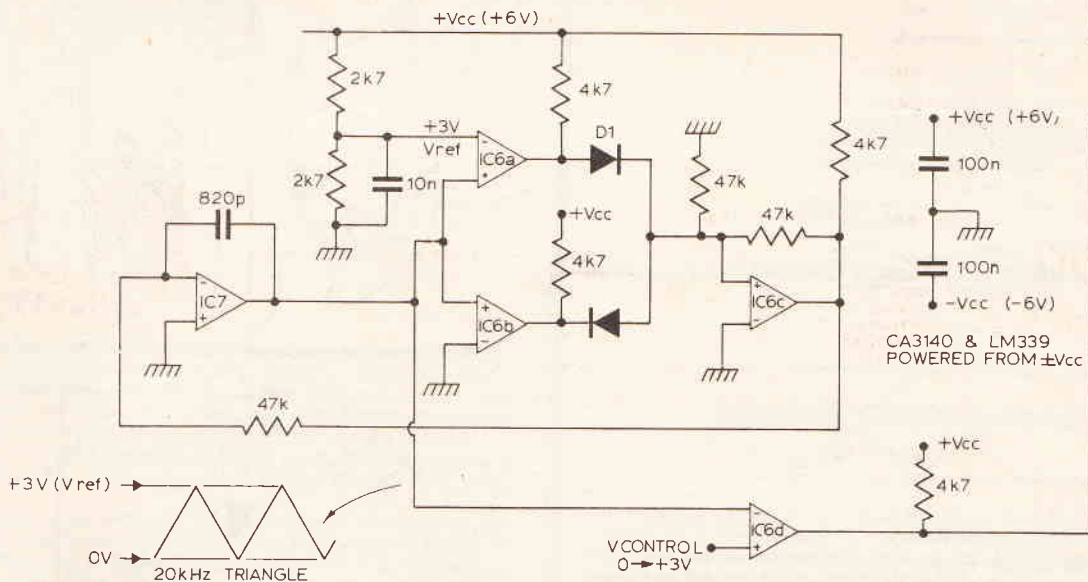 +Vcc (+6V)
2k7
4k7
+3V
Vref
IC6a
D1
4k7
+Vcc (+6V)
2k7
10n
47k
100n
820p
+Vcc
4k7
47k
IC7
IC6b
IC6c
100n
-Vcc (-6V)
CA3140 & LM339
POWERED FROM ±Vcc
47k
+Vcc
+3V (Vref)
4k7
IC6d
0V
V CONTROL
0→+3V
20kHz TRIANGLE